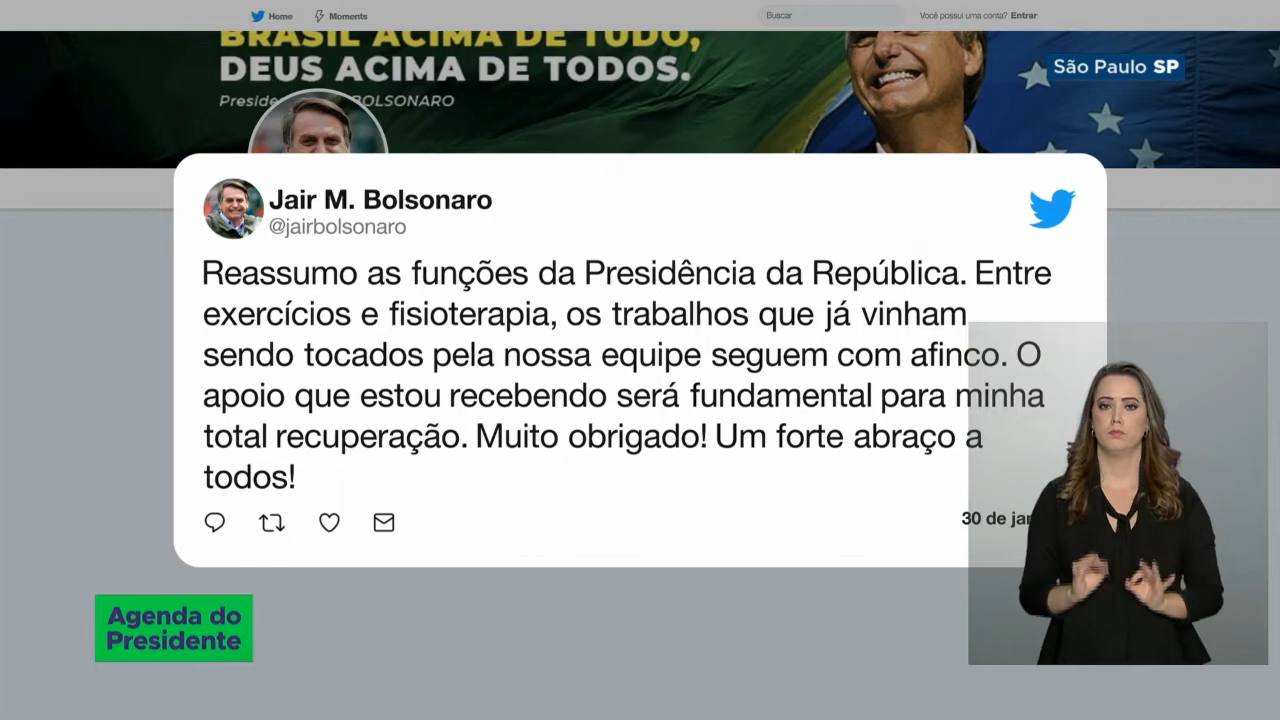 Home
Moments
Buscar
Você possui uma conta? Entrar
BRASIL ACIMA DE TUDO,
DEUS ACIMA DE TODOS.
BOLSONARO
São Paulo SP
Jair M. Bolsonaro
@jairbolsonaro
Reassumo as funções da Presidência da República. Entre
exercícios e fisioterapia, os trabalhos que já vinham
sendo tocados pela nossa equipe seguem com afinco. O
apoio que estou recebendo será fundamental para minha
total recuperação. Muito obrigado! Um forte abraço a
todos!
30 de jan
Agenda do
Presidente